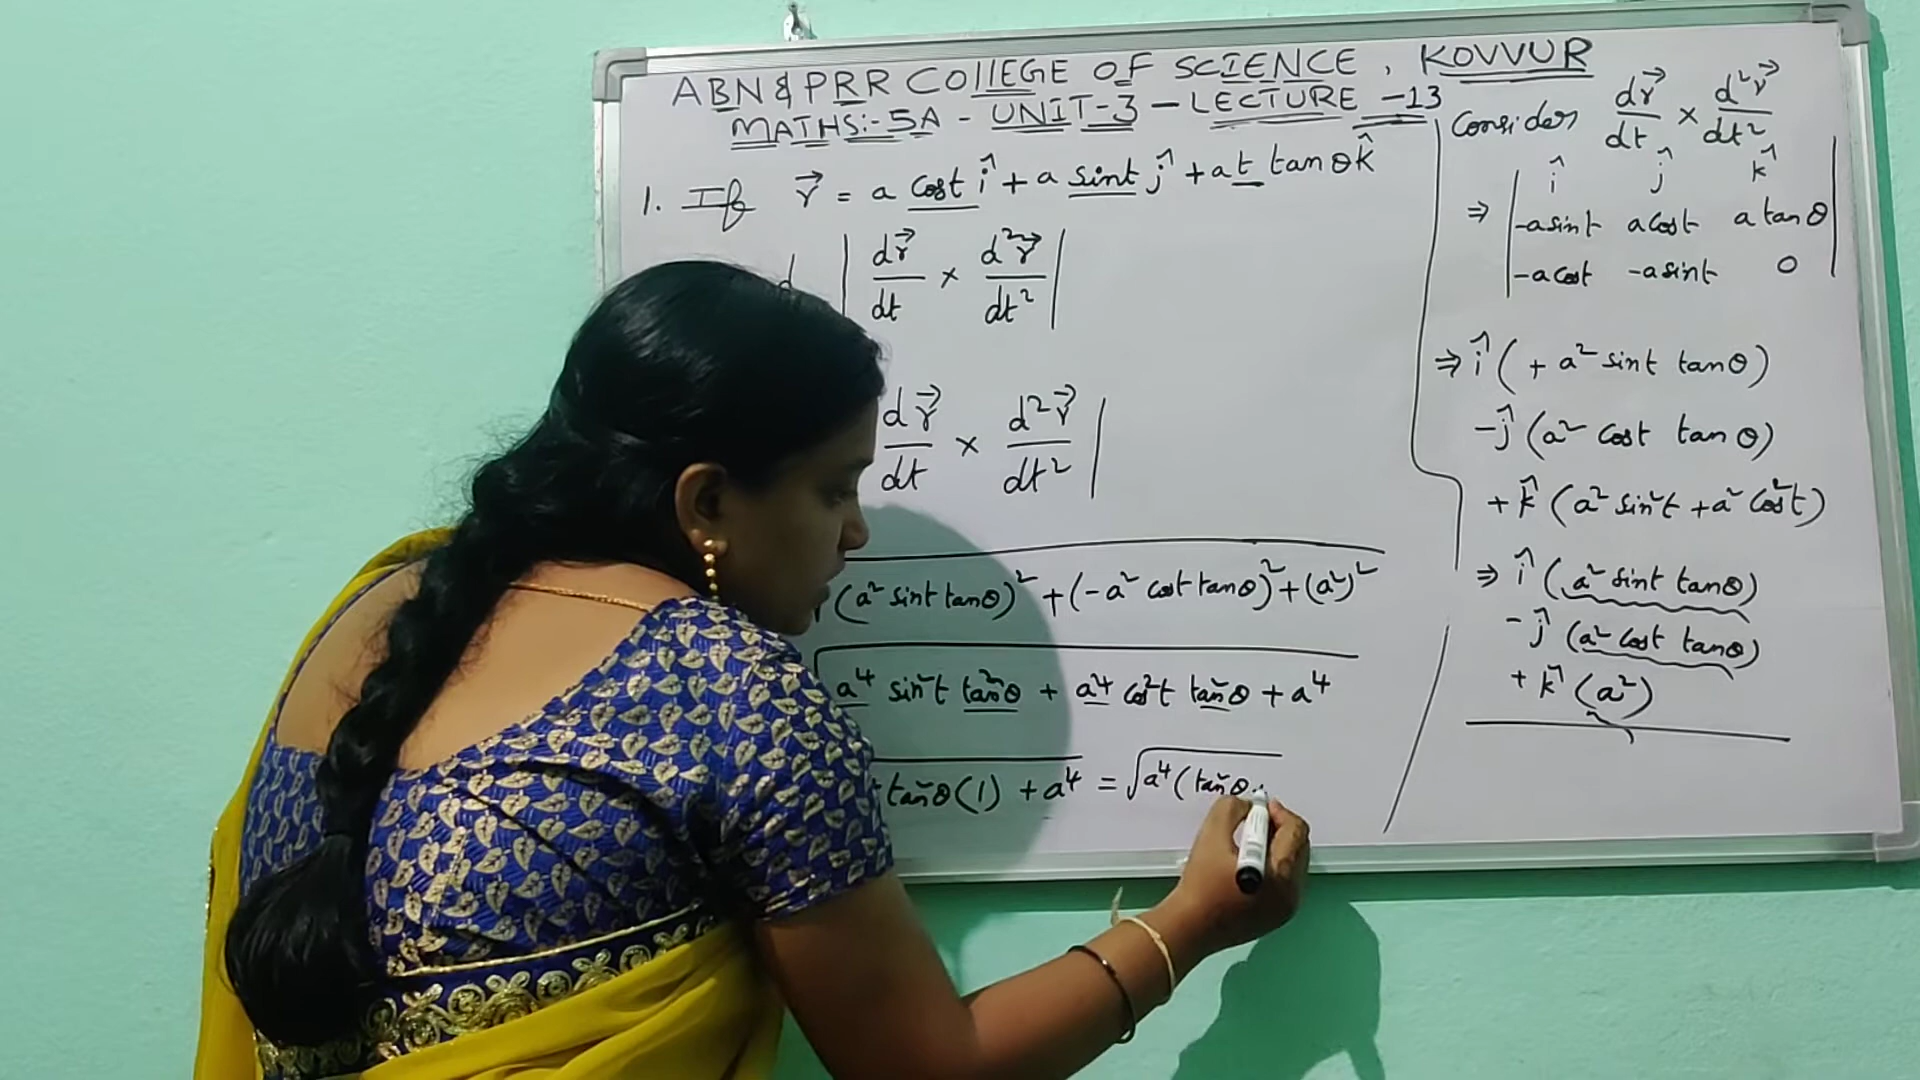 ABN & PRR COllEGE OF SCIENCE, KOVVUR
MATHS:-5A - UNIT-3 - LECTURE -13
1. If r⃗ = a cost î + a sint ĵ + a t tanθ k̂
| dr⃗/dt × d²r⃗/dt² |
dr⃗/dt × d²r⃗/dt² |
√(a² sint tanθ)² + (-a² cost tanθ)² + (a²)²
√a⁴ sin²t tan²θ + a⁴ cos²t tan²θ + a⁴
tan²θ(1) + a⁴ = √a⁴(tan²θ
Consider dr⃗/dt × d²r⃗/dt²
î ĵ k̂
⇒ | -asint acost a tanθ |
-acost -asint 0
⇒ î ( + a² sint tanθ)
-ĵ (a² cost tanθ)
+ k̂ (a² sin²t + a² cos²t)
⇒ î (a² sint tanθ)
- ĵ (a² cost tanθ)
+ k̂ (a²)